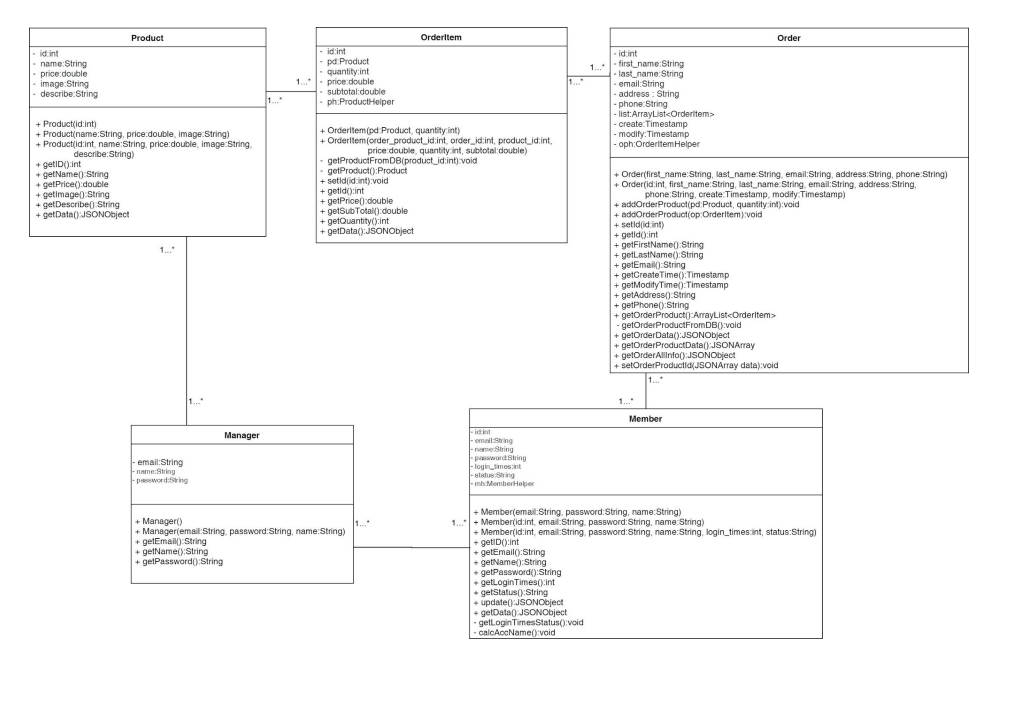 Product
- id:int
- name:String
- price:double
- image:String
- describe:String
+ Product(id:int)
+ Product(name:String, price:double, image:String)
+ Product(id:int, name:String, price:double, image:String,
describe:String)
+ getID():int
+ getName():String
+ getPrice():double
+ getImage():String
+ getDescribe():String
+ getData():JSONObject
1...*
1...*
OrderItem
- id:int
- pd:Product
- quantity:int
- price:double
- subtotal:double
- ph:ProductHelper
+ OrderItem(pd:Product, quantity:int)
+ OrderItem(order_product_id:int, order_id:int, product_id:int,
price:double, quantity:int, subtotal:double)
- getProductFromDB(product_id:int):void
- getProduct():Product
+ setId(id:int):void
+ getId():int
+ getPrice():double
+ getSubTotal():double
+ getQuantity():int
+ getData():JSONObject
1...*
1...*
Order
- id:int
- first_name:String
- last_name:String
- email:String
- address : String
- phone:String
- list:ArrayList<OrderItem>
- create:Timestamp
- modify:Timestamp
- oph:OrderItemHelper
+ Order(first_name:String, last_name:String, email:String, address:String, phone:String)
+ Order(id:int, first_name:String, last_name:String, email:String, address:String,
phone:String, create:Timestamp, modify:Timestamp)
+ addOrderProduct(pd:Product, quantity:int):void
+ addOrderProduct(op:OrderItem):void
+ setId(id:int)
+ getId():int
+ getFirstName():String
+ getLastName():String
+ getEmail():String
+ getCreateTime():Timestamp
+ getModifyTime():Timestamp
+ getAddress():String
+ getPhone():String
+ getOrderProduct():ArrayList<OrderItem>
- getOrderProductFromDB():void
+ getOrderData():JSONObject
+ getOrderProductData():JSONArray
+ getOrderAllInfo():JSONObject
+ setOrderProductId(JSONArray data):void
1...*
1...*
1...*
1...*
Manager
- email:String
- name:String
- password:String
+ Manager()
+ Manager(email:String, password:String, name:String)
+ getEmail():String
+ getName():String
+ getPassword():String
1...*
1...*
Member
- id:int
- email:String
- name:String
- password:String
- login_times:int
- status:String
- mh:MemberHelper
+ Member(email:String, password:String, name:String)
+ Member(id:int, email:String, password:String, name:String)
+ Member(id:int, email:String, password:String, name:String, login_times:int, status:String)
+ getID():int
+ getEmail():String
+ getName():String
+ getPassword():String
+ getLoginTimes():int
+ getStatus():String
+ update():JSONObject
+ getData():JSONObject
- getLoginTimesStatus():void
- calcAccName():void